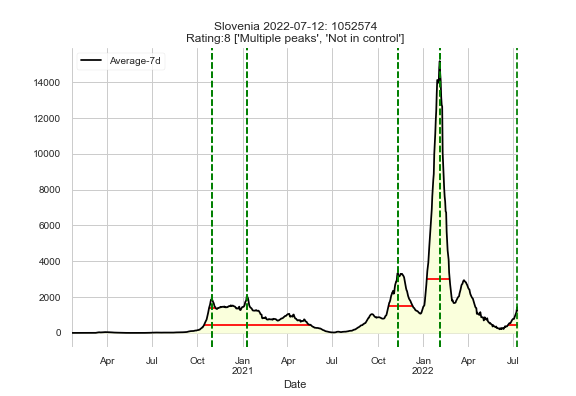 Slovenia 2022-07-12: 1052574
Rating:8 ['Multiple peaks', 'Not in control']
Average-7d
14000
12000
10000
8000
6000
4000
2000
0
Apr Jul Oct Jan Apr Jul Oct Jan Apr Jul
2021 2022
Date